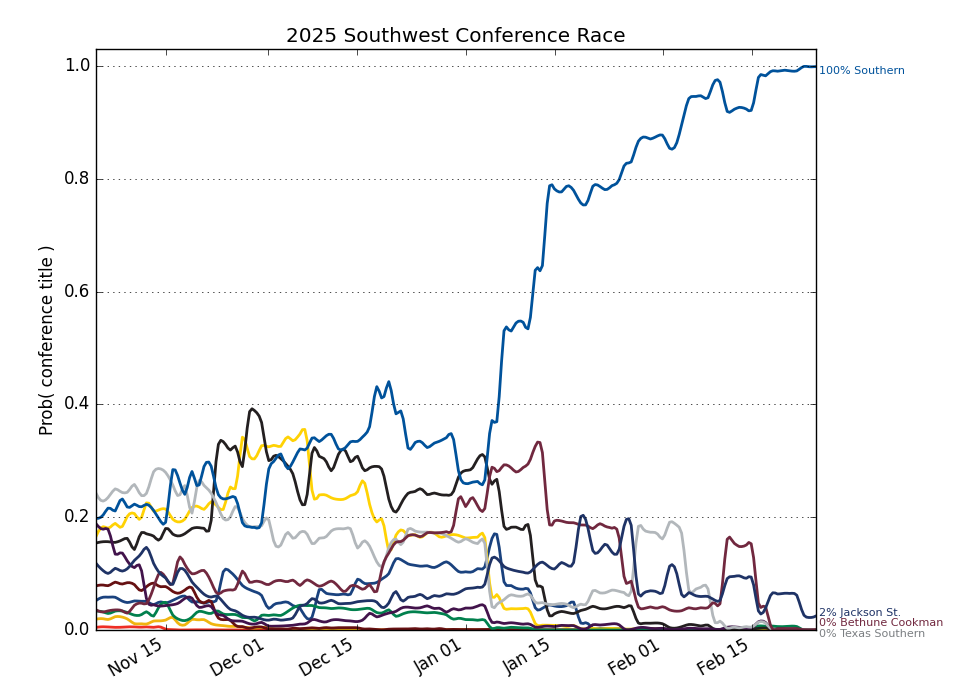 2025 Southwest Conference Race
Prob( conference title )
1.0
0.8
0.6
0.4
0.2
0.0
Nov 15
Dec 01
Dec 15
Jan 01
Jan 15
Feb 01
Feb 15
100% Southern
2% Jackson St.
0% Bethune Cookman
0% Texas Southern